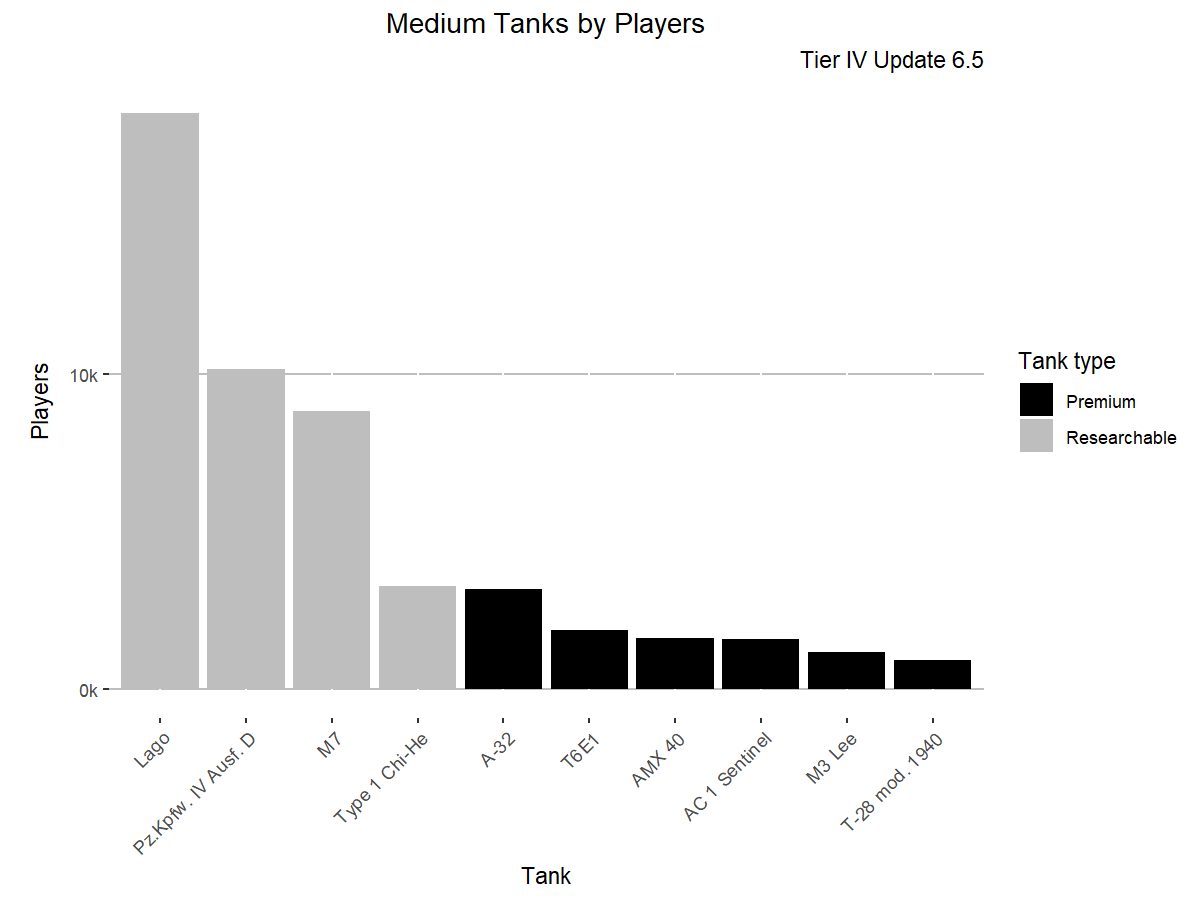 Medium Tanks by Players
Tier IV Update 6.5
Players
10k
0k
Lago
Pz.Kpfw. IV Ausf. D
M7
Type 1 Chi-He
A-32
T6E1
AMX 40
AC 1 Sentinel
M3 Lee
T-28 mod. 1940
Tank
Tank type
Premium
Researchable